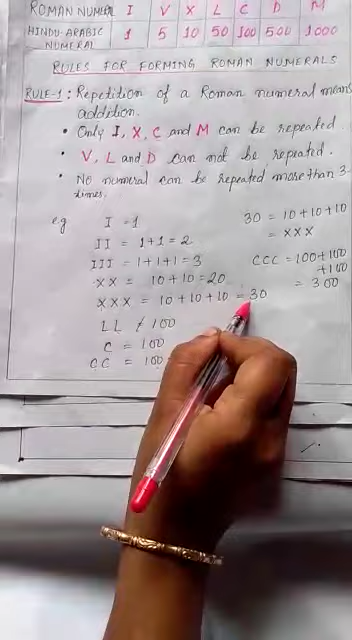 ROMAN NUMERAL I V X L C D M
HINDU-ARABIC NUMERAL 1 5 10 50 100 500 1000
RULES FOR FORMING ROMAN NUMERALS
RULE-1: Repetition of a Roman numeral means
addition.
• Only I, X, C and M can be repeated.
• V, L and D can not be repeated.
• No numeral can be repeated more than 3-
times.
eg I = 1
II = 1+1 = 2
III = 1+1+1 = 3
XX = 10+10 = 20
XXX = 10+10+10 = 30
LL ≠ 100
C = 100
CC = 100
30 = 10+10+10
= XXX
CCC = 100+100
+100
= 300